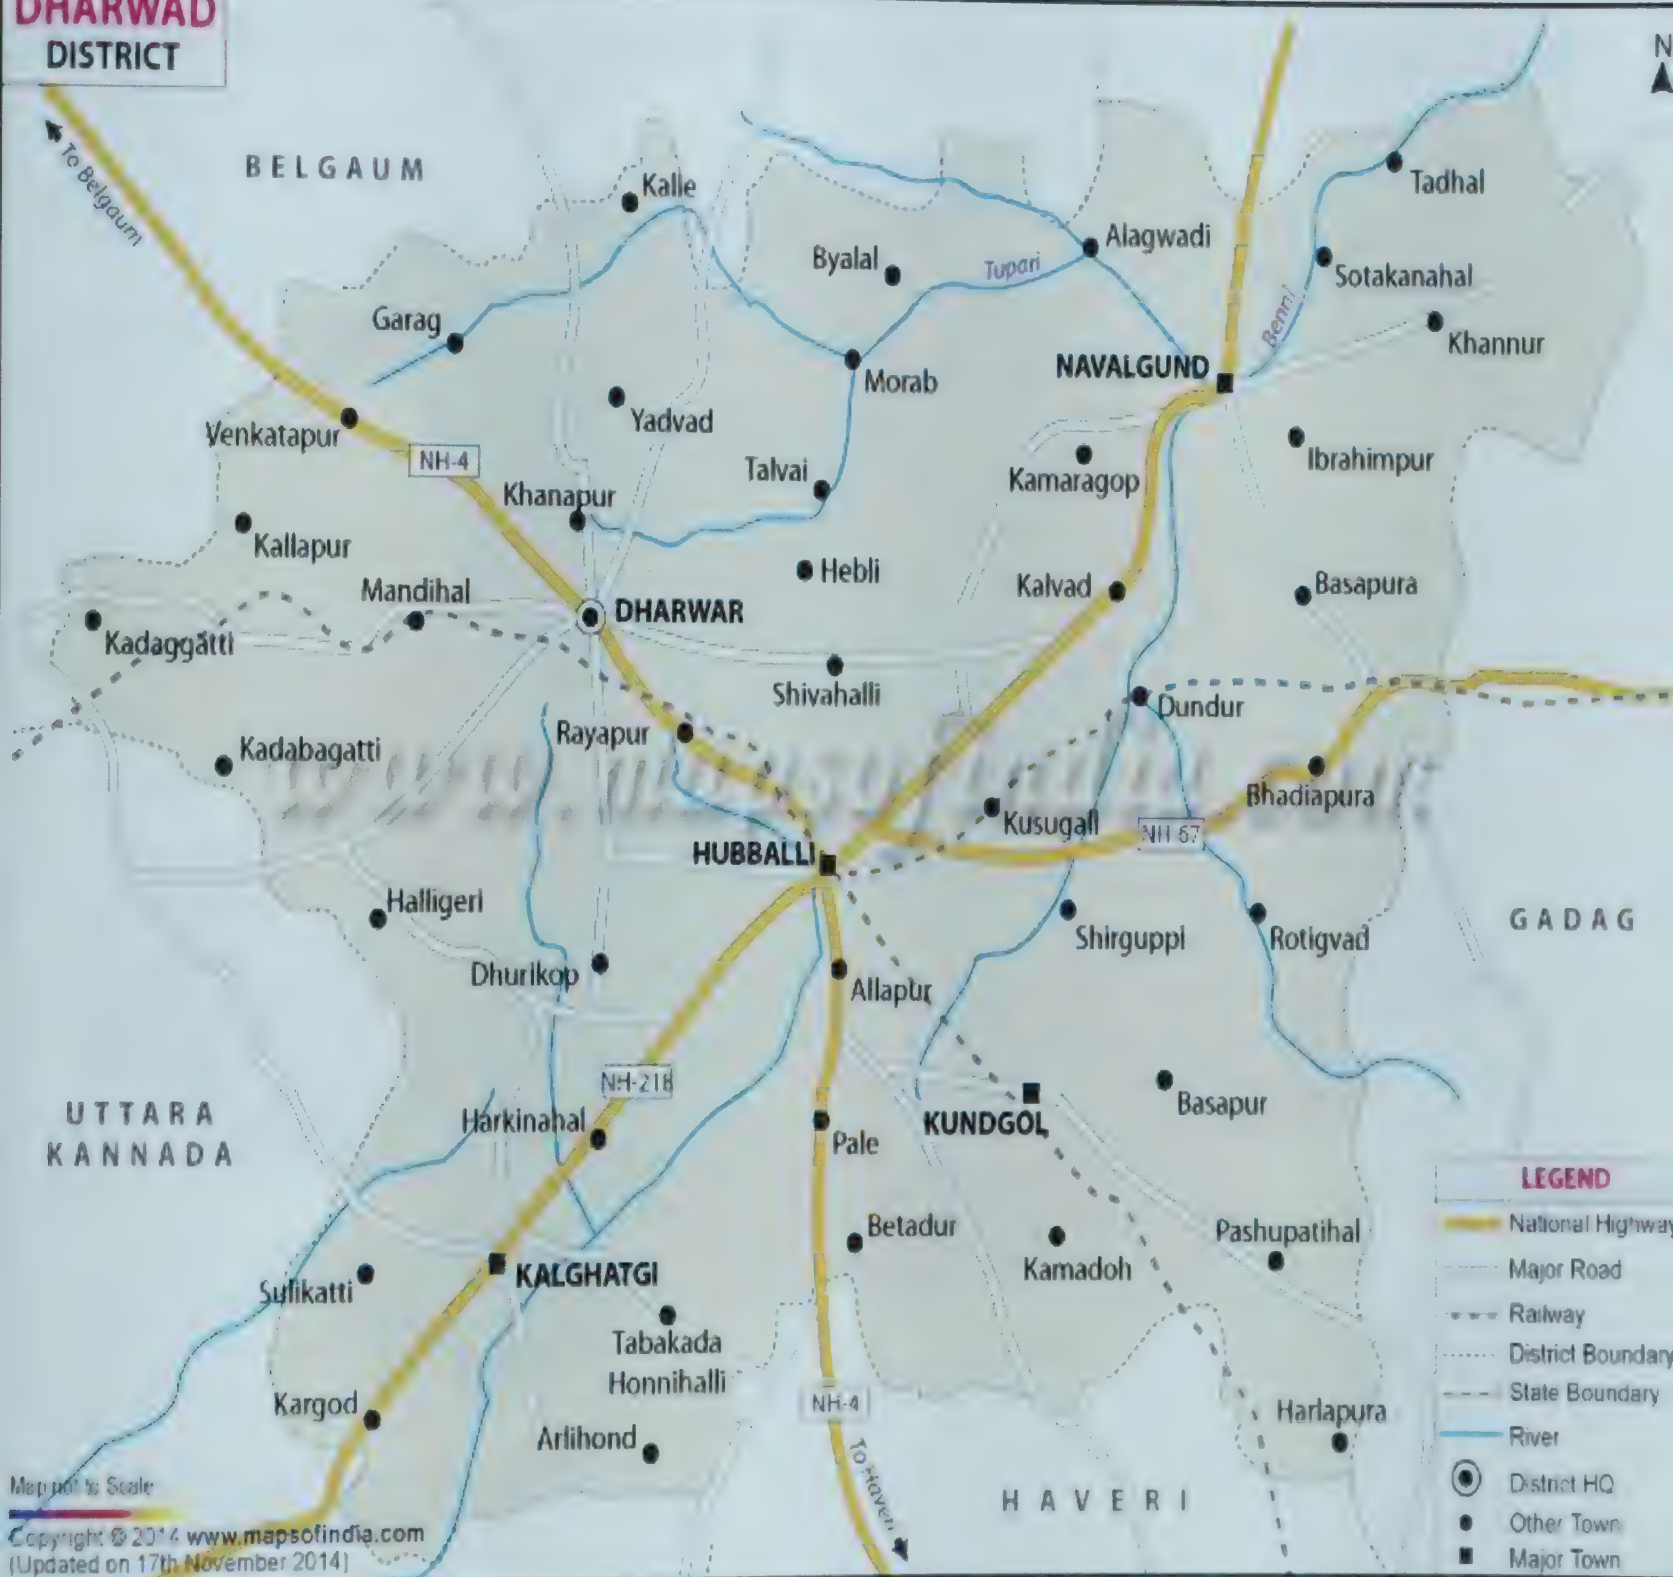 DHARWAD
DISTRICT
N
To Belgaum
BELGAUM
Kalle
Tadhal
Alagwadi
Byalal
Tupari
Sotakanahal
Benni
Garag
Khannur
NAVALGUND
Morab
Yadvad
Venkatapur
NH-4
Ibrahimpur
Talvai
Kamaragop
Khanapur
Kallapur
Hebli
Mandihal
Kalvad
Basapura
DHARWAR
Kadaggatti
Shivahalli
Dundur
Rayapur
Kadabagatti
Bhadiapura
Kusugall
NH-67
HUBBALLI
Halligeri
GADAG
Shirguppi
Rotigvad
Dhurikop
Allapur
NH-218
UTTARA
KANNADA
Harkinahal
Basapur
KUNDGOL
Pale
LEGEND
National Highway
Betadur
Pashupatihal
Kamadoh
Major Road
KALGHATGI
Sulikatti
Railway
Tabakada
Honnihalli
District Boundary
State Boundary
Kargod
NH-4
Harlapura
Arlihond
River
To Haveri
Map not to Scale
HAVERI
District HQ
Other Town
Major Town
Copyright © 2014 www.mapsofindia.com
(Updated on 17th November 2014)